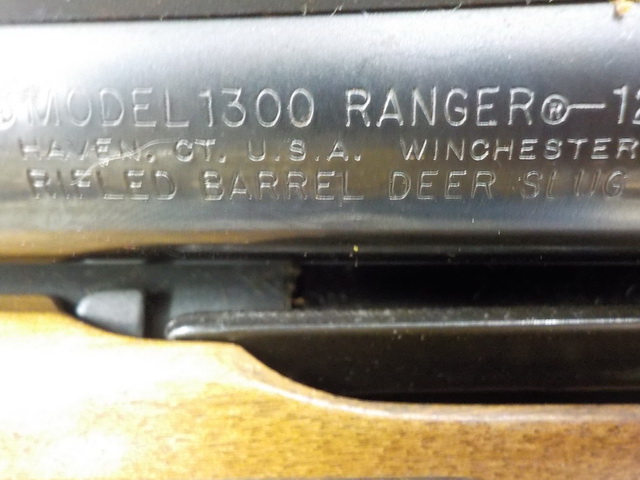 MODEL 1300 RANGER®-12
HAVEN, CT. U.S.A. WINCHESTER
RIFLED BARREL DEER SLUG